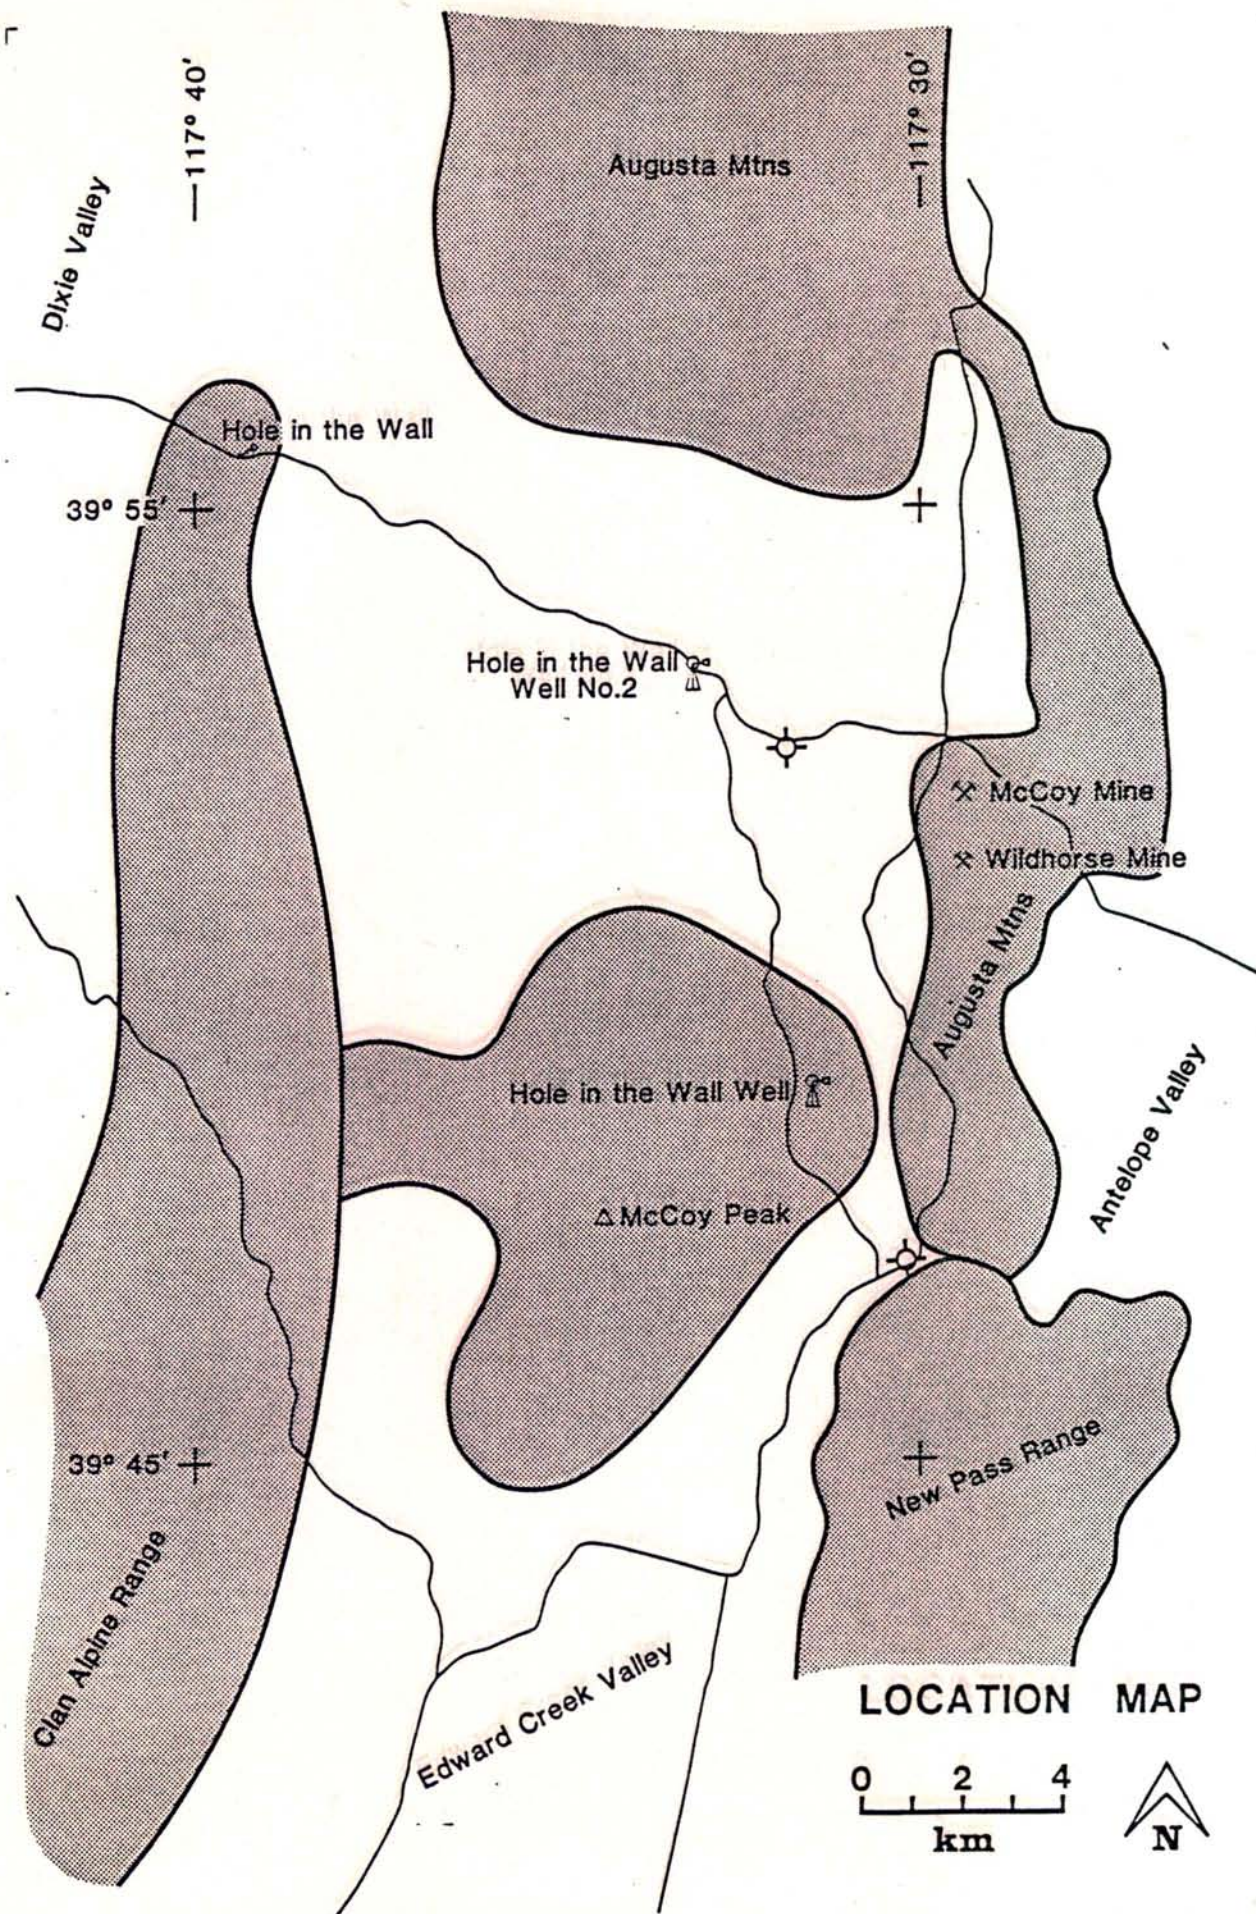 117° 40'
117° 30'
Augusta Mtns
Dixie Valley
Hole in the Wall
39° 55'
Hole in the Wall
Well No.2
McCoy Mine
Wildhorse Mine
Augusta Mtns
Hole in the Wall Well
Antelope Valley
McCoy Peak
39° 45'
New Pass Range
Clan Alpine Range
Edward Creek Valley
LOCATION MAP
0 2 4
km
N